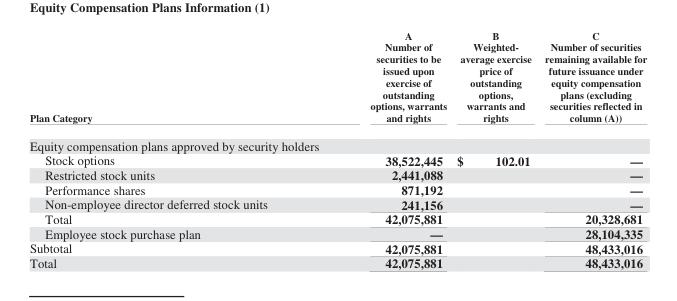 Equity Compensation Plans Information (1)
A B C
Number of Weighted- Number of securities
securities to be average exercise remaining available for
issued upon price of future issuance under
exercise of outstanding equity compensation
outstanding options, plans (excluding
options, warrants warrants and securities reflected in
Plan Category and rights rights column (A))
Equity compensation plans approved by security holders
Stock options 38,522,445 $ 102.01 —
Restricted stock units 2,441,088 —
Performance shares 871,192 —
Non-employee director deferred stock units 241,156 —
Total 42,075,881 20,328,681
Employee stock purchase plan — 28,104,335
Subtotal 42,075,881 48,433,016
Total 42,075,881 48,433,016